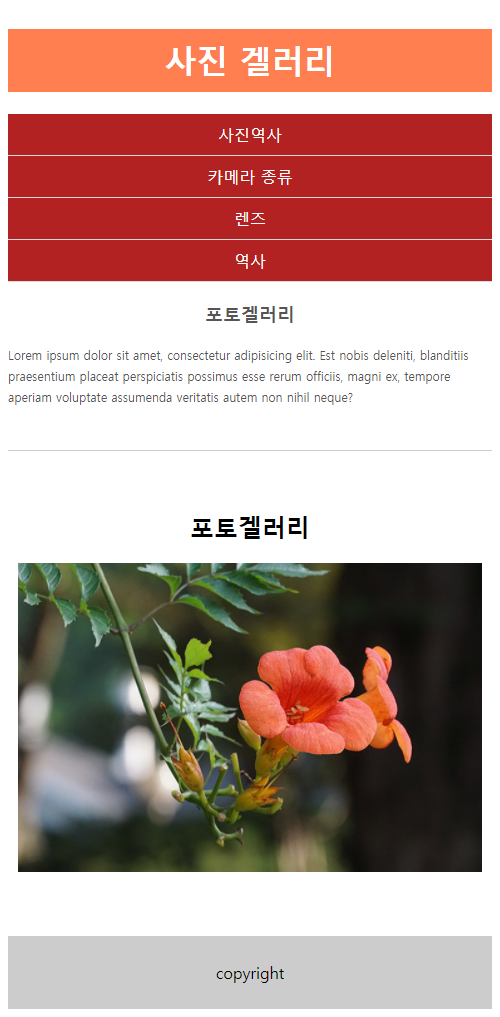 사진 겔러리
사진역사
카메라 종류
렌즈
역사
포토겔러리
Lorem ipsum dolor sit amet, consectetur adipisicing elit. Est nobis deleniti, blanditiis
praesentium placeat perspiciatis possimus esse rerum officiis, magni ex, tempore
aperiam voluptate assumenda veritatis autem non nihil neque?
포토겔러리
copyright